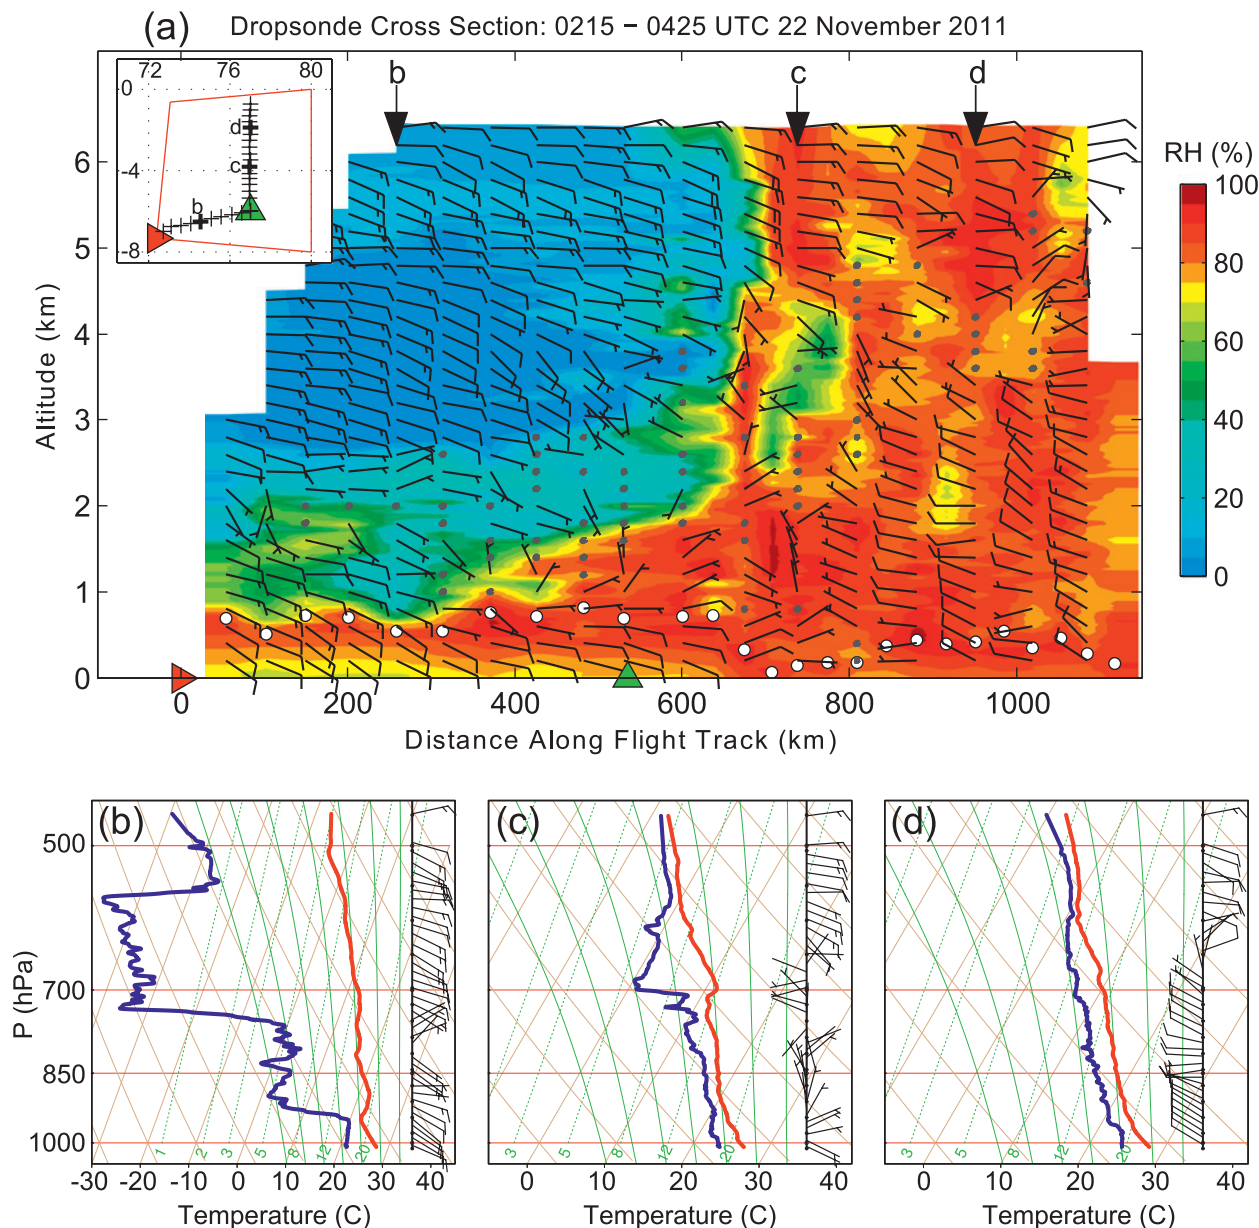 (a) Dropsonde Cross Section: 0215 – 0425 UTC 22 November 2011
b c d
72 76 80
0
-4
-8
d
c
b
RH (%)
100
80
60
40
20
0
Altitude (km)
6
5
4
3
2
1
0
0 200 400 600 800 1000
Distance Along Flight Track (km)
(b) (c) (d)
P (hPa)
500
700
850
1000
1 2 3 5 8 12 20
3 5 8 12 20
3 5 8 12 20
-30 -20 -10 0 10 20 30 40
0 10 20 30 40
0 10 20 30 40
Temperature (C) Temperature (C) Temperature (C)